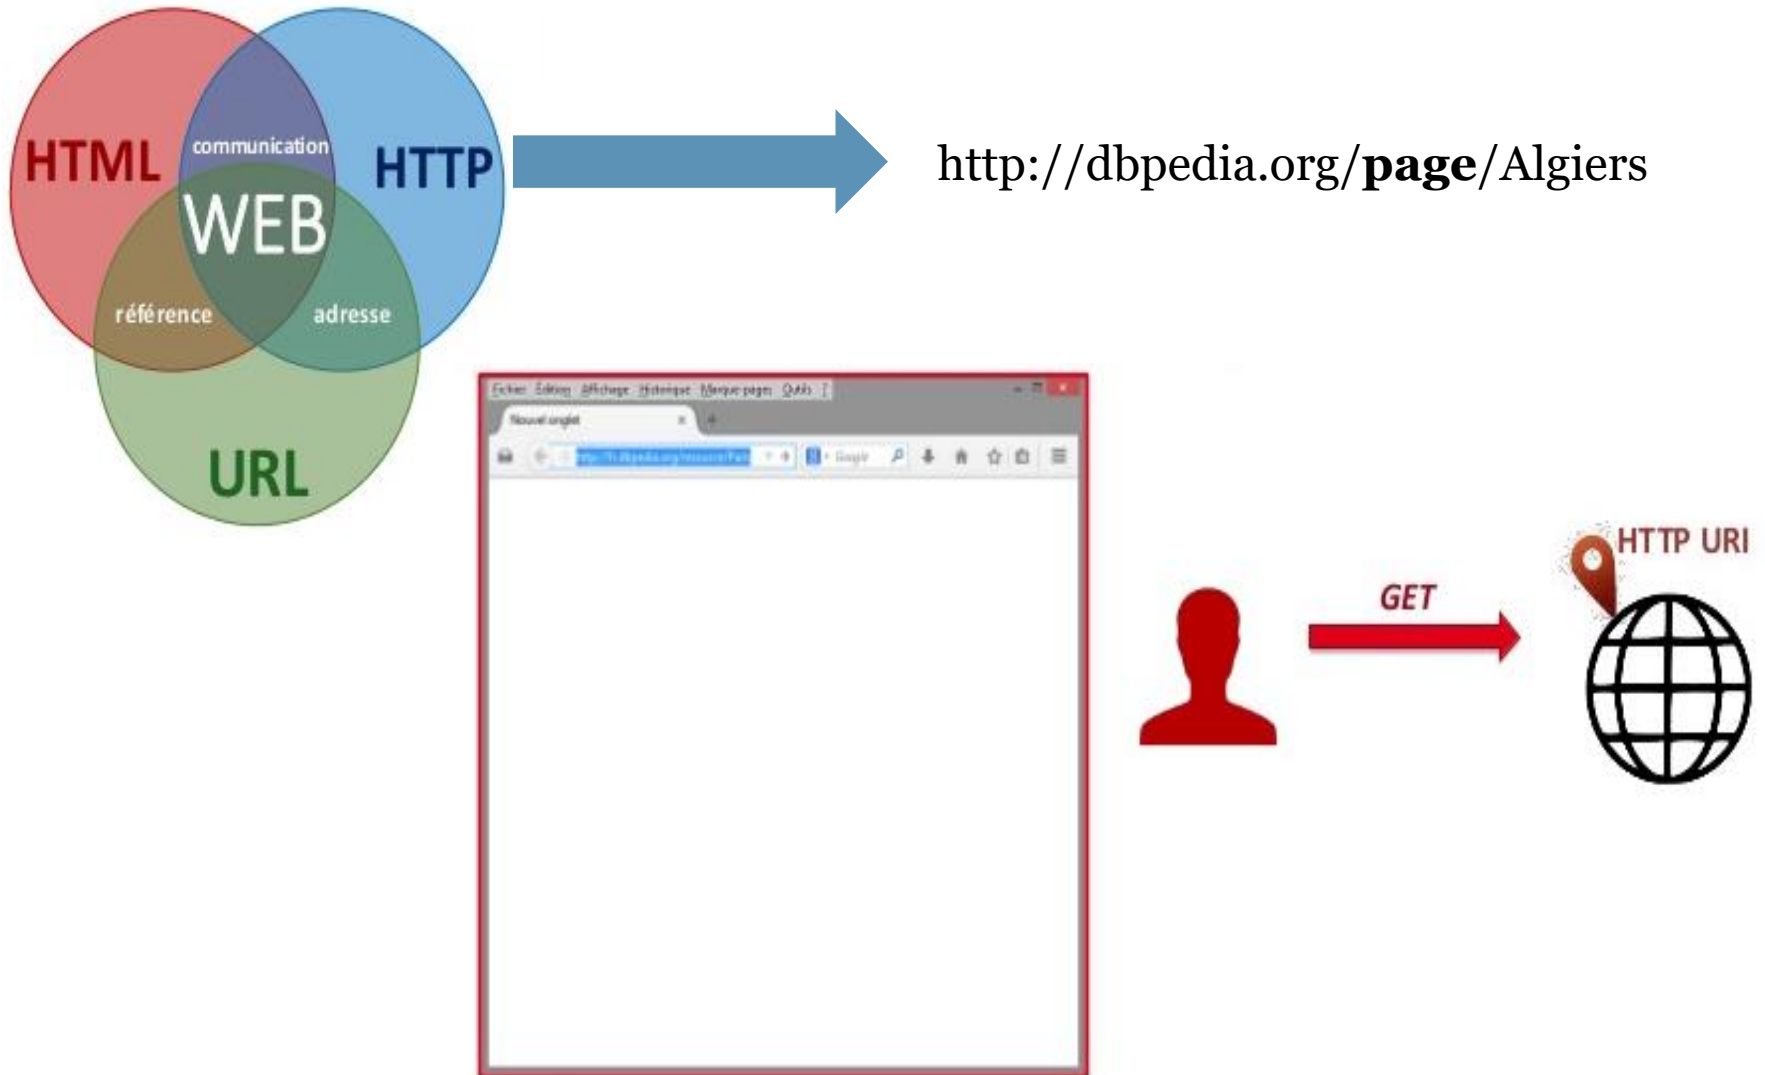 HTML
communication
HTTP
WEB
référence
adresse
URL
http://dbpedia.org/page/Algiers
Fichier Édition Affichage Historique Marque-pages Outils ?
Nouvel onglet
Google
GET
HTTP URI